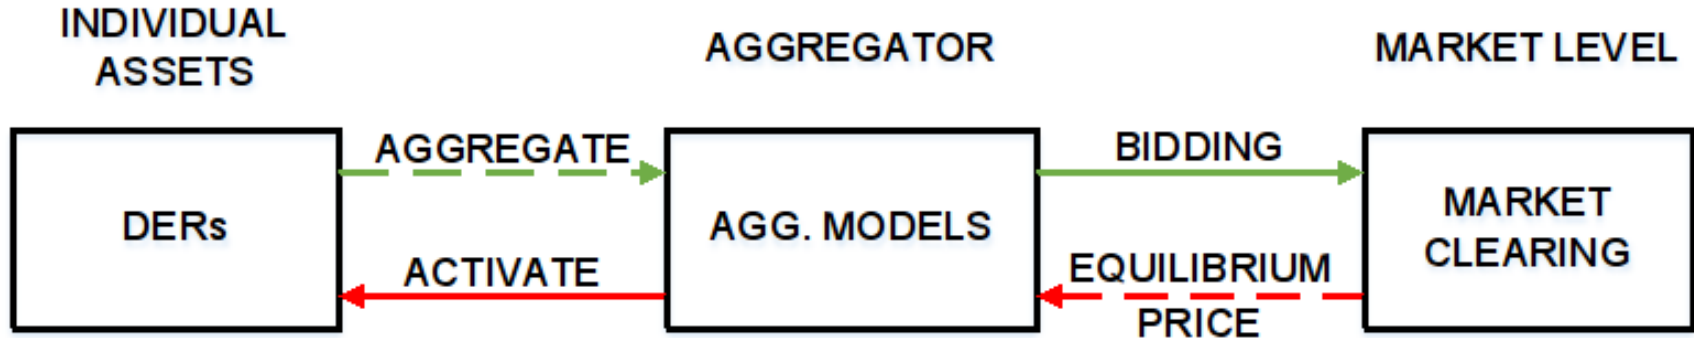 INDIVIDUAL
ASSETS
AGGREGATOR
MARKET LEVEL
AGGREGATE
BIDDING
DERs
AGG. MODELS
MARKET
CLEARING
ACTIVATE
EQUILIBRIUM
PRICE